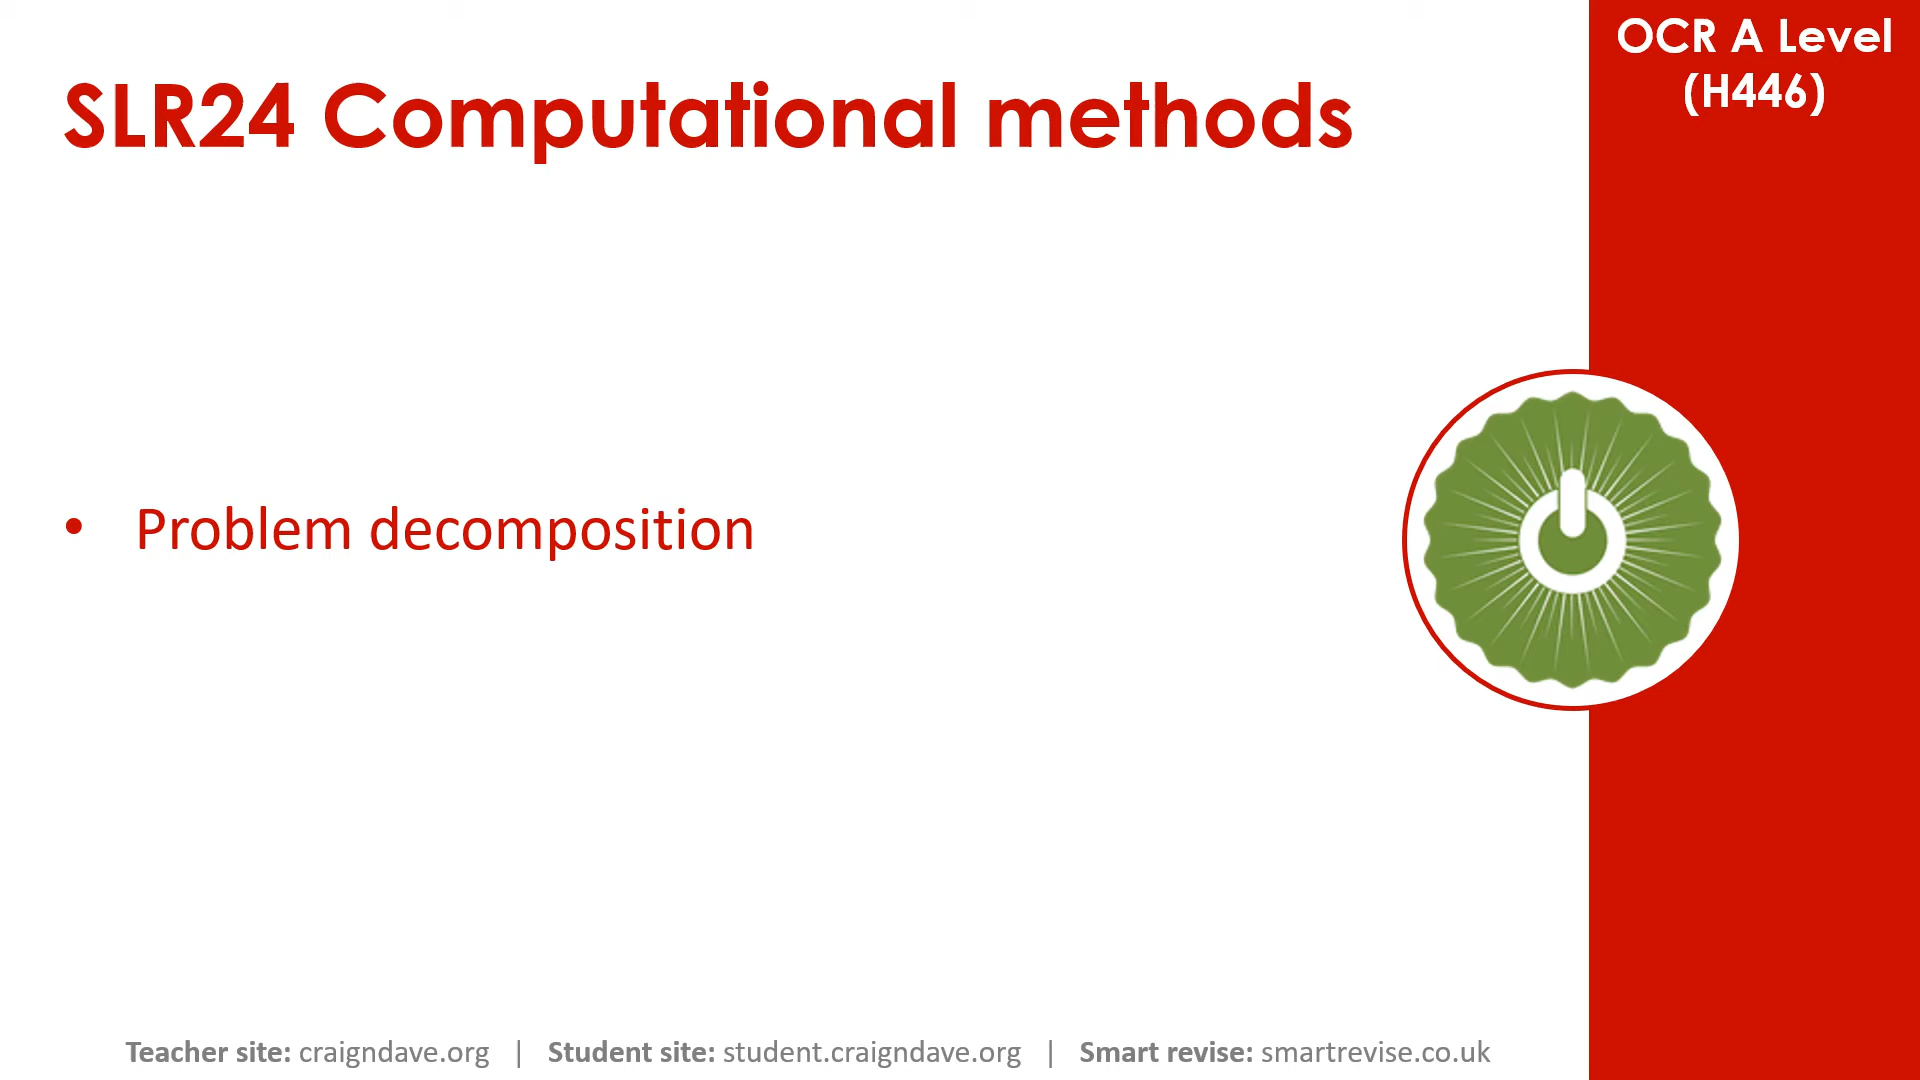 OCR A Level
(H446)
SLR24 Computational methods
• Problem decomposition
Teacher site: craigndave.org | Student site: student.craigndave.org | Smart revise: smartrevise.co.uk